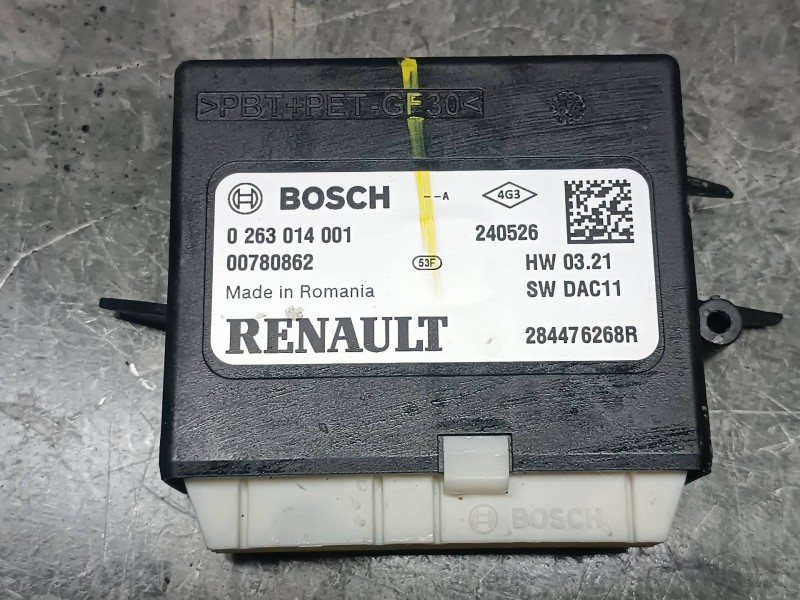 >PBT+PET-GF30<
BOSCH --A 4G3
0 263 014 001 240526
00780862 53F HW 03.21
Made in Romania SW DAC11
RENAULT 284476268R
BOSCH